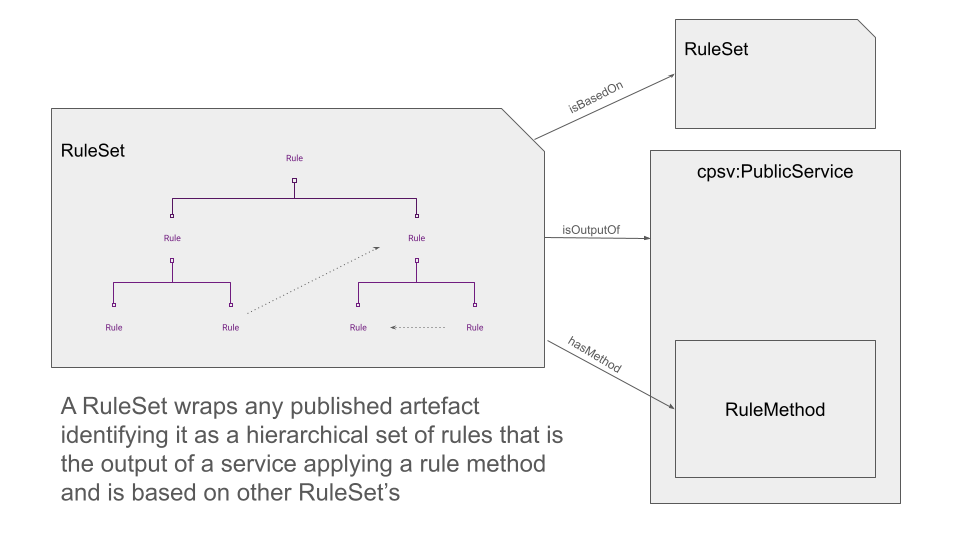 RuleSet
isBasedOn
RuleSet
Rule
cpsv:PublicService
Rule
Rule
isOutputOf
Rule
Rule
Rule
Rule
hasMethod
RuleMethod
A RuleSet wraps any published artefact
identifying it as a hierarchical set of rules that is
the output of a service applying a rule method
and is based on other RuleSet’s